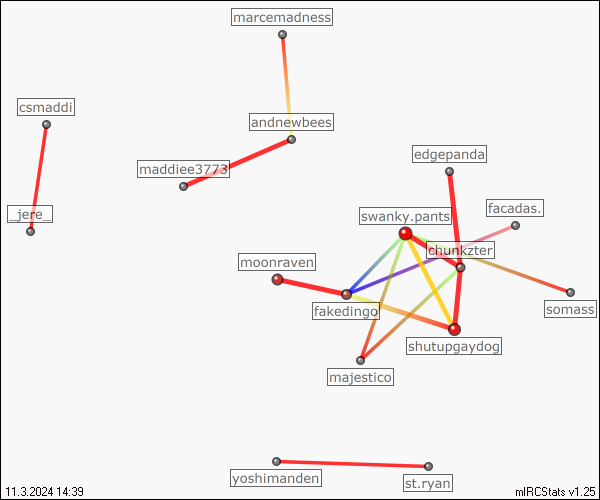 marcemadness
csmaddi
andnewbees
edgepanda
maddiee3773
_jere_
swanky.pants
facadas.
chunkzter
moonraven
fakedingo
somass
shutupgaydog
majestico
yoshimanden
st.ryan
11.3.2024 14:39
mIRCStats v1.25